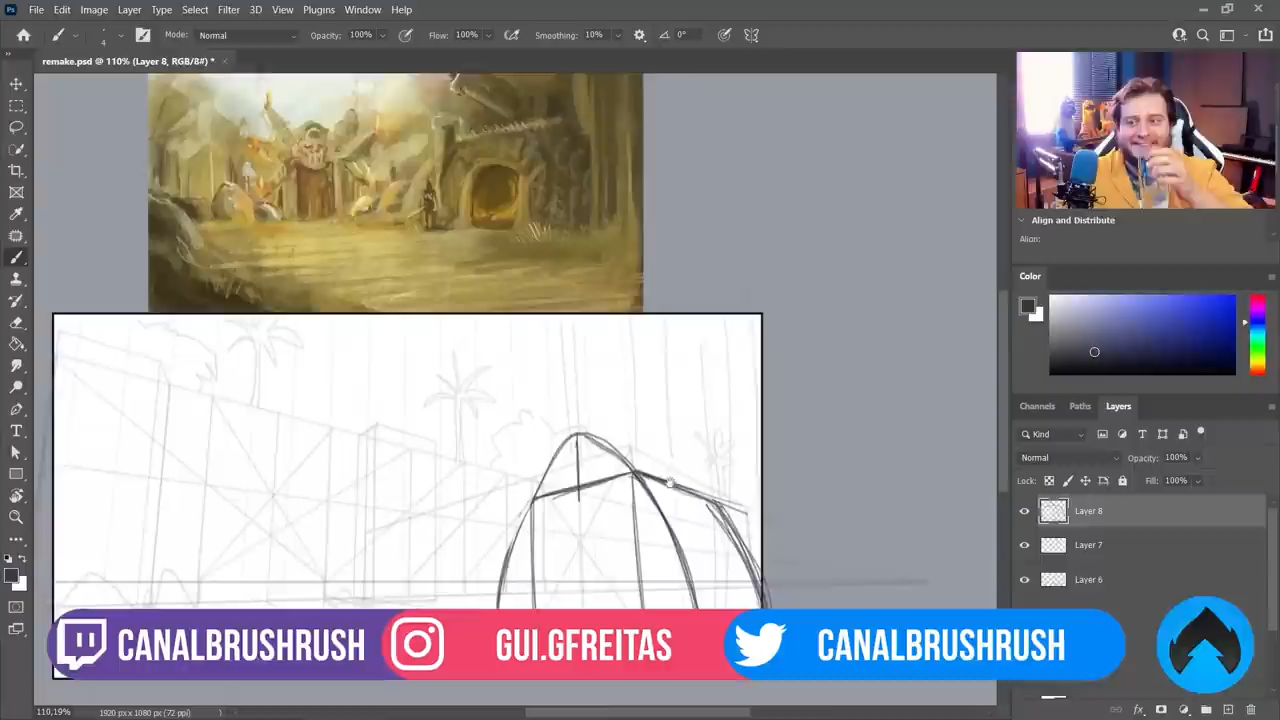 File Edit Image Layer Type Select Filter 3D View Plugins Window Help
4 Mode: Normal Opacity: 100% Flow: 100% Smoothing: 10% 0°
remake.psd @ 110% (Layer 8, RGB/8#) *
Align and Distribute
Align:
Color
Channels Paths Layers
Kind
Normal Opacity: 100%
Lock: Fill: 100%
Layer 8
Layer 7
Layer 6
CANALBRUSHRUSH GUI.GFREITAS CANALBRUSHRUSH
110,19% 1920 px x 1080 px (72 ppi)